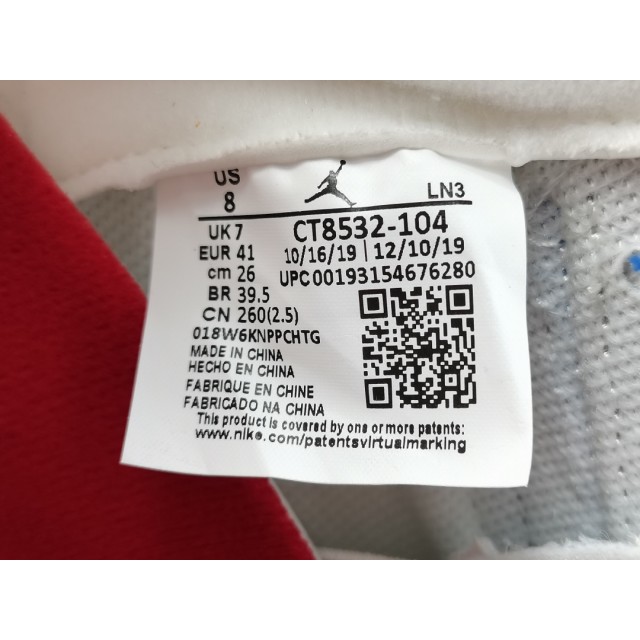 US
8
LN3
UK 7
CT8532-104
EUR 41
10/16/19 | 12/10/19
cm 26
UPC00193154676280
BR 39.5
CN 260(2.5)
018W6KNPPCHTG
MADE IN CHINA
HECHO EN CHINA
FABRIQUE EN CHINE
FABRICADO NA CHINA
This product is covered by one or more patents:
www.nike.com/patentsvirtualmarking